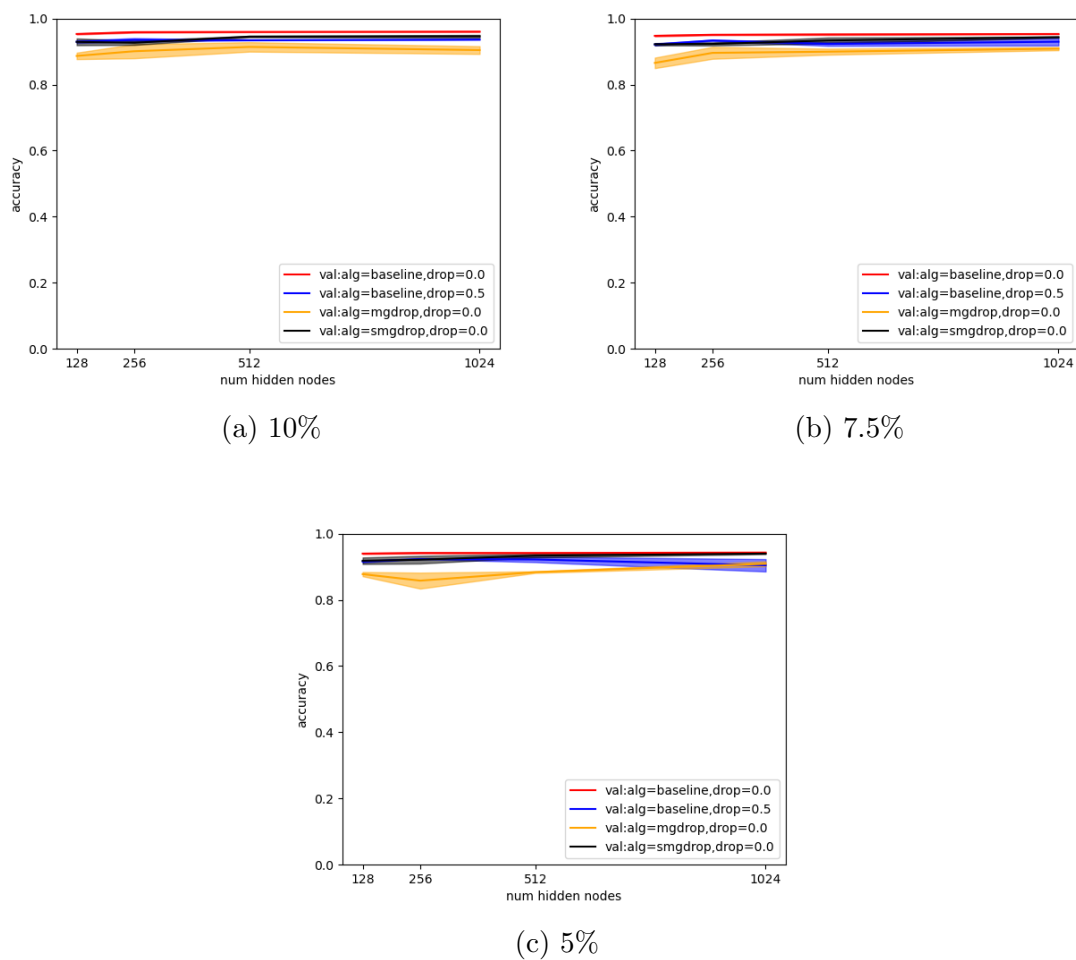 1.0
0.8
0.6
0.4
0.2
0.0
accuracy
val:alg=baseline,drop=0.0
val:alg=baseline,drop=0.5
val:alg=mgdrop,drop=0.0
val:alg=smgdrop,drop=0.0
128 256 512 1024
num hidden nodes
(a) 10%
1.0
0.8
0.6
0.4
0.2
0.0
accuracy
val:alg=baseline,drop=0.0
val:alg=baseline,drop=0.5
val:alg=mgdrop,drop=0.0
val:alg=smgdrop,drop=0.0
128 256 512 1024
num hidden nodes
(b) 7.5%
1.0
0.8
0.6
0.4
0.2
0.0
accuracy
val:alg=baseline,drop=0.0
val:alg=baseline,drop=0.5
val:alg=mgdrop,drop=0.0
val:alg=smgdrop,drop=0.0
128 256 512 1024
num hidden nodes
(c) 5%